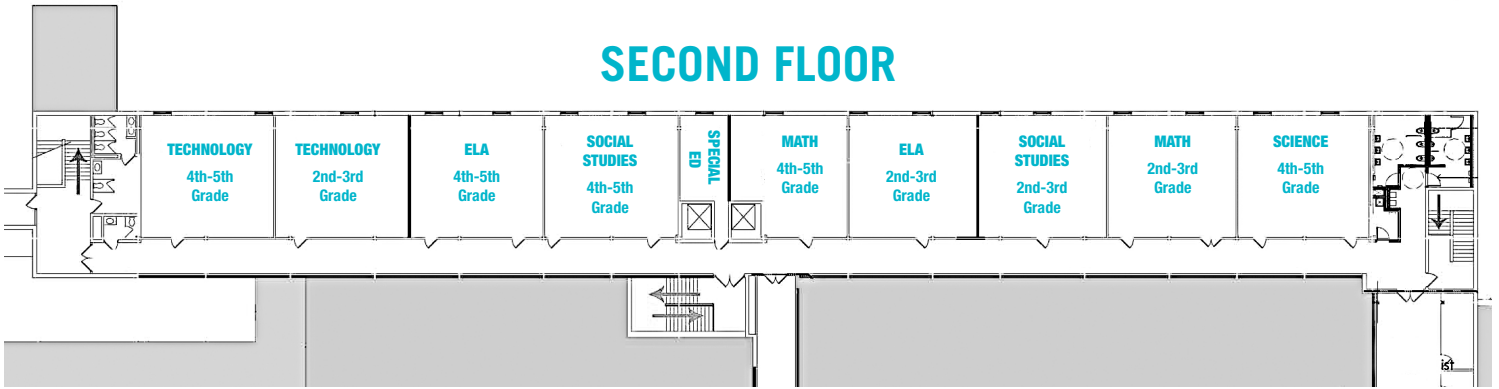 SECOND FLOOR
TECHNOLOGY
4th-5th
Grade
TECHNOLOGY
2nd-3rd
Grade
ELA
4th-5th
Grade
SOCIAL
STUDIES
4th-5th
Grade
SPECIAL
ED
MATH
4th-5th
Grade
ELA
2nd-3rd
Grade
SOCIAL
STUDIES
2nd-3rd
Grade
MATH
2nd-3rd
Grade
SCIENCE
4th-5th
Grade
ist